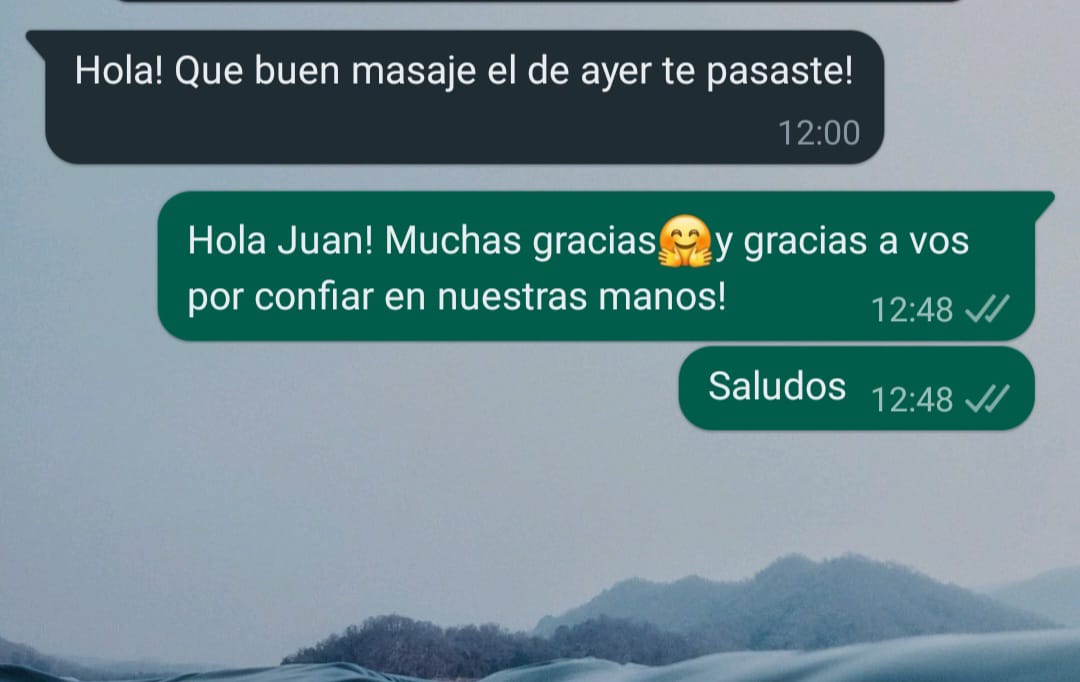 Hola! Que buen masaje el de ayer te pasaste!
12:00
Hola Juan! Muchas gracias🤗y gracias a vos
por confiar en nuestras manos!
12:48
Saludos
12:48